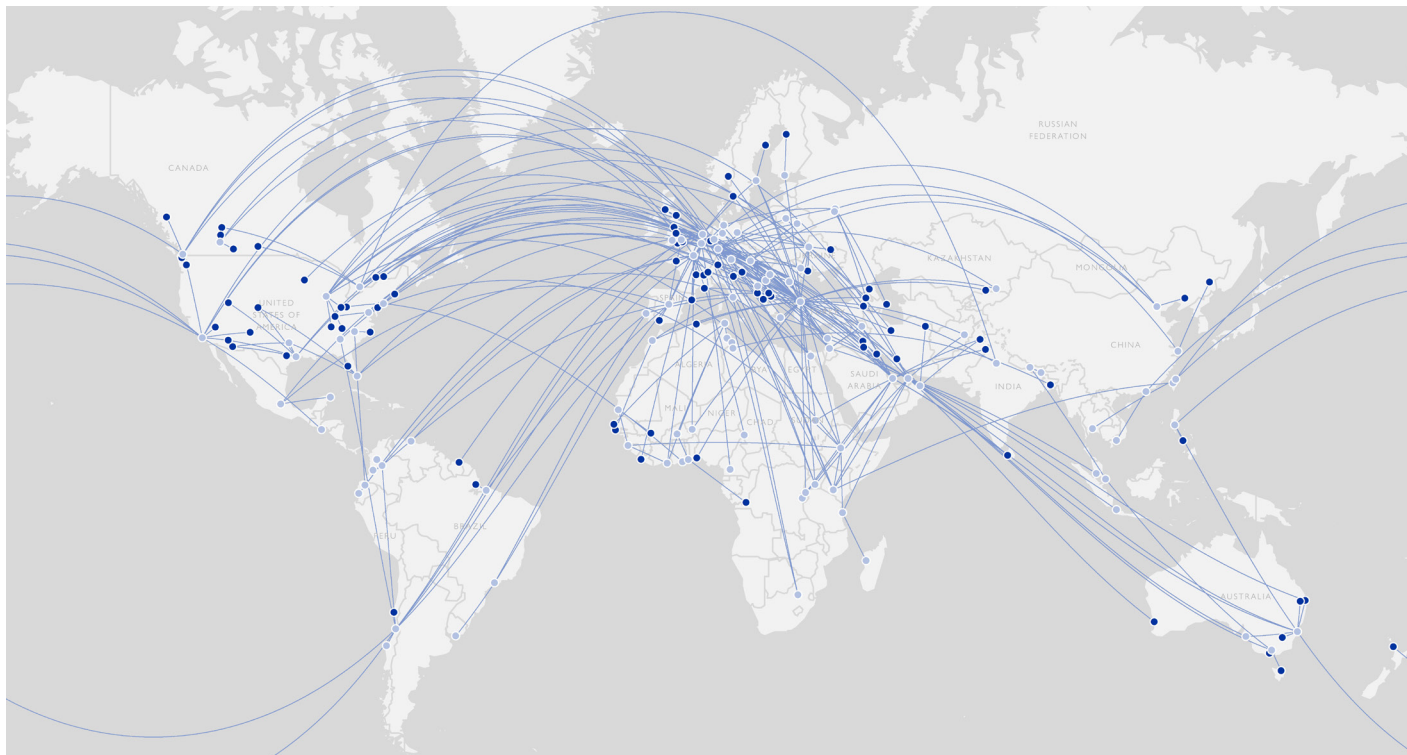 RUSSIAN
FEDERATION
CANADA
KAZAKHSTAN
MONGOLIA
UNITED
STATES OF
AMERICA
CHINA
ALGERIA
EGYPT
SAUDI
ARABIA
INDIA
MALI
NIGER
CHAD
BRAZIL
AUSTRALIA